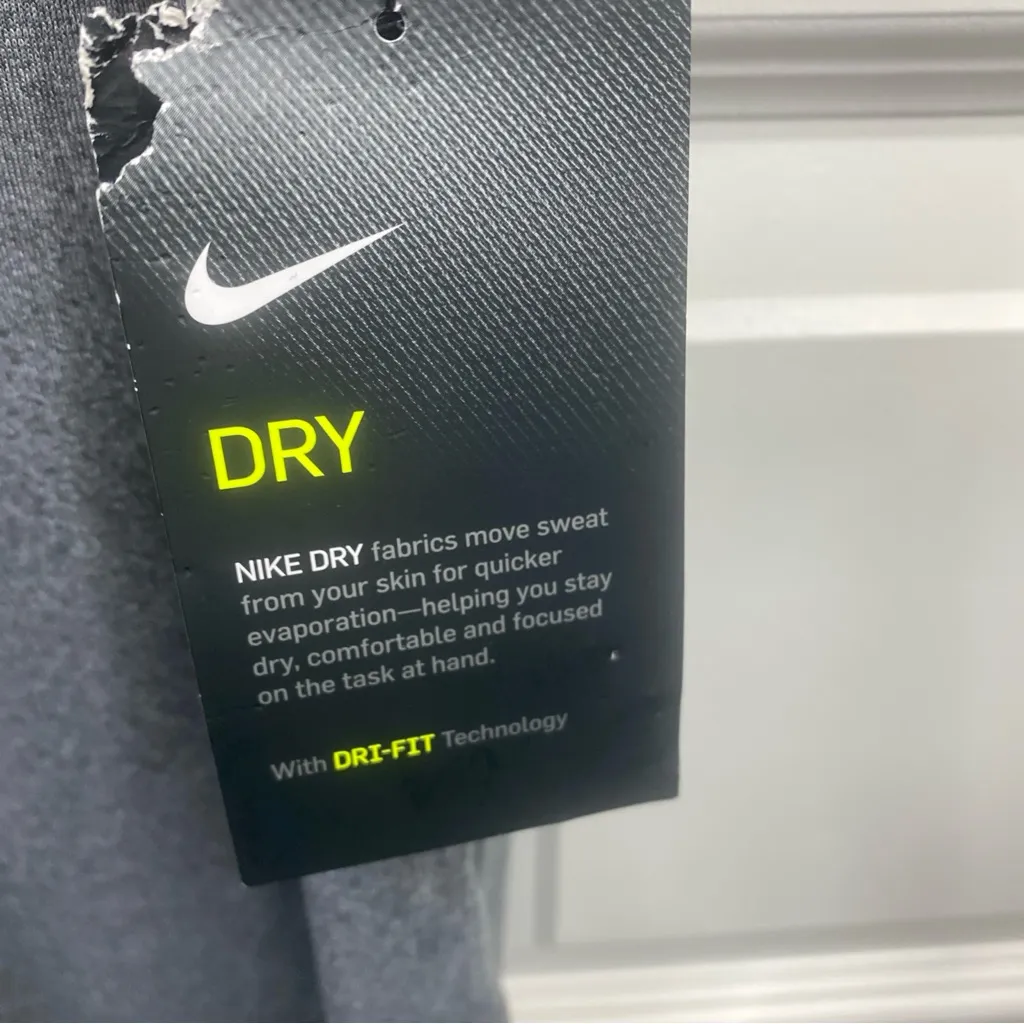 DRY
NIKE DRY fabrics move sweat
from your skin for quicker
evaporation—helping you stay
dry, comfortable and focused
on the task at hand.
With DRI-FIT Technology